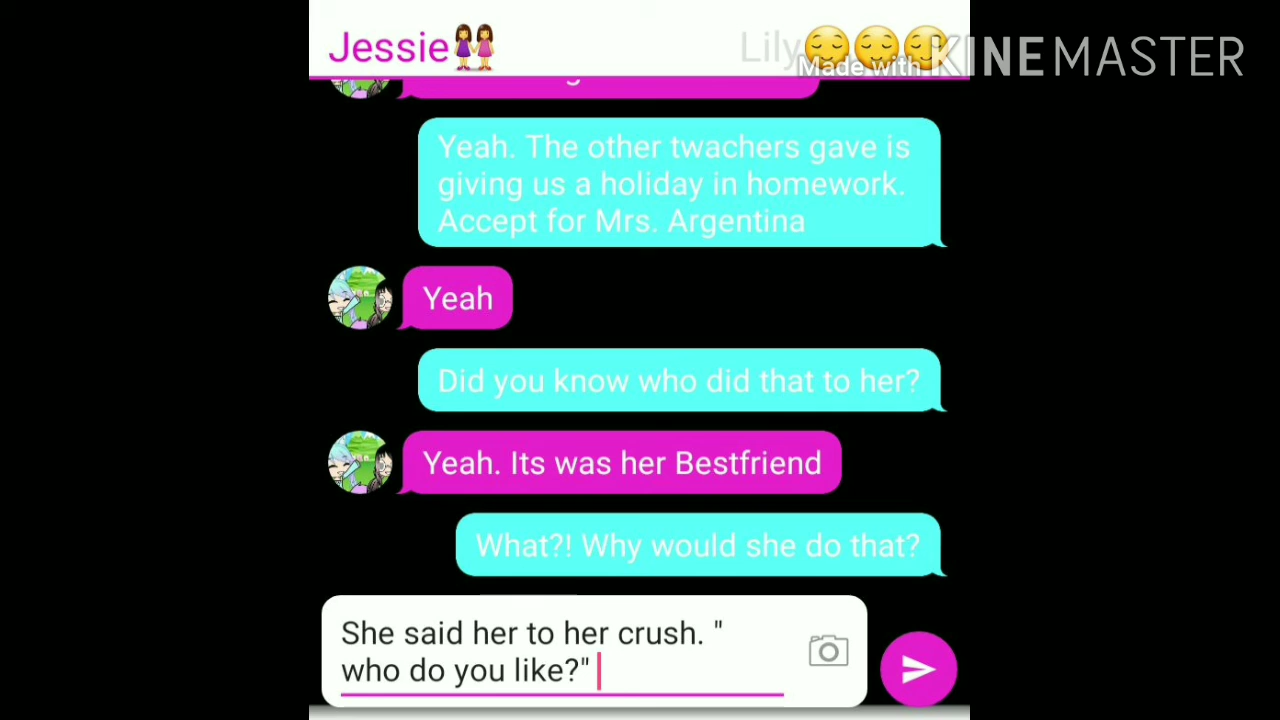 Jessie
Lily
Made with KINEMASTER
Yeah. The other twachers gave is
giving us a holiday in homework.
Accept for Mrs. Argentina
Yeah
Did you know who did that to her?
Yeah. Its was her Bestfriend
What?! Why would she do that?
She said her to her crush. "
who do you like?"